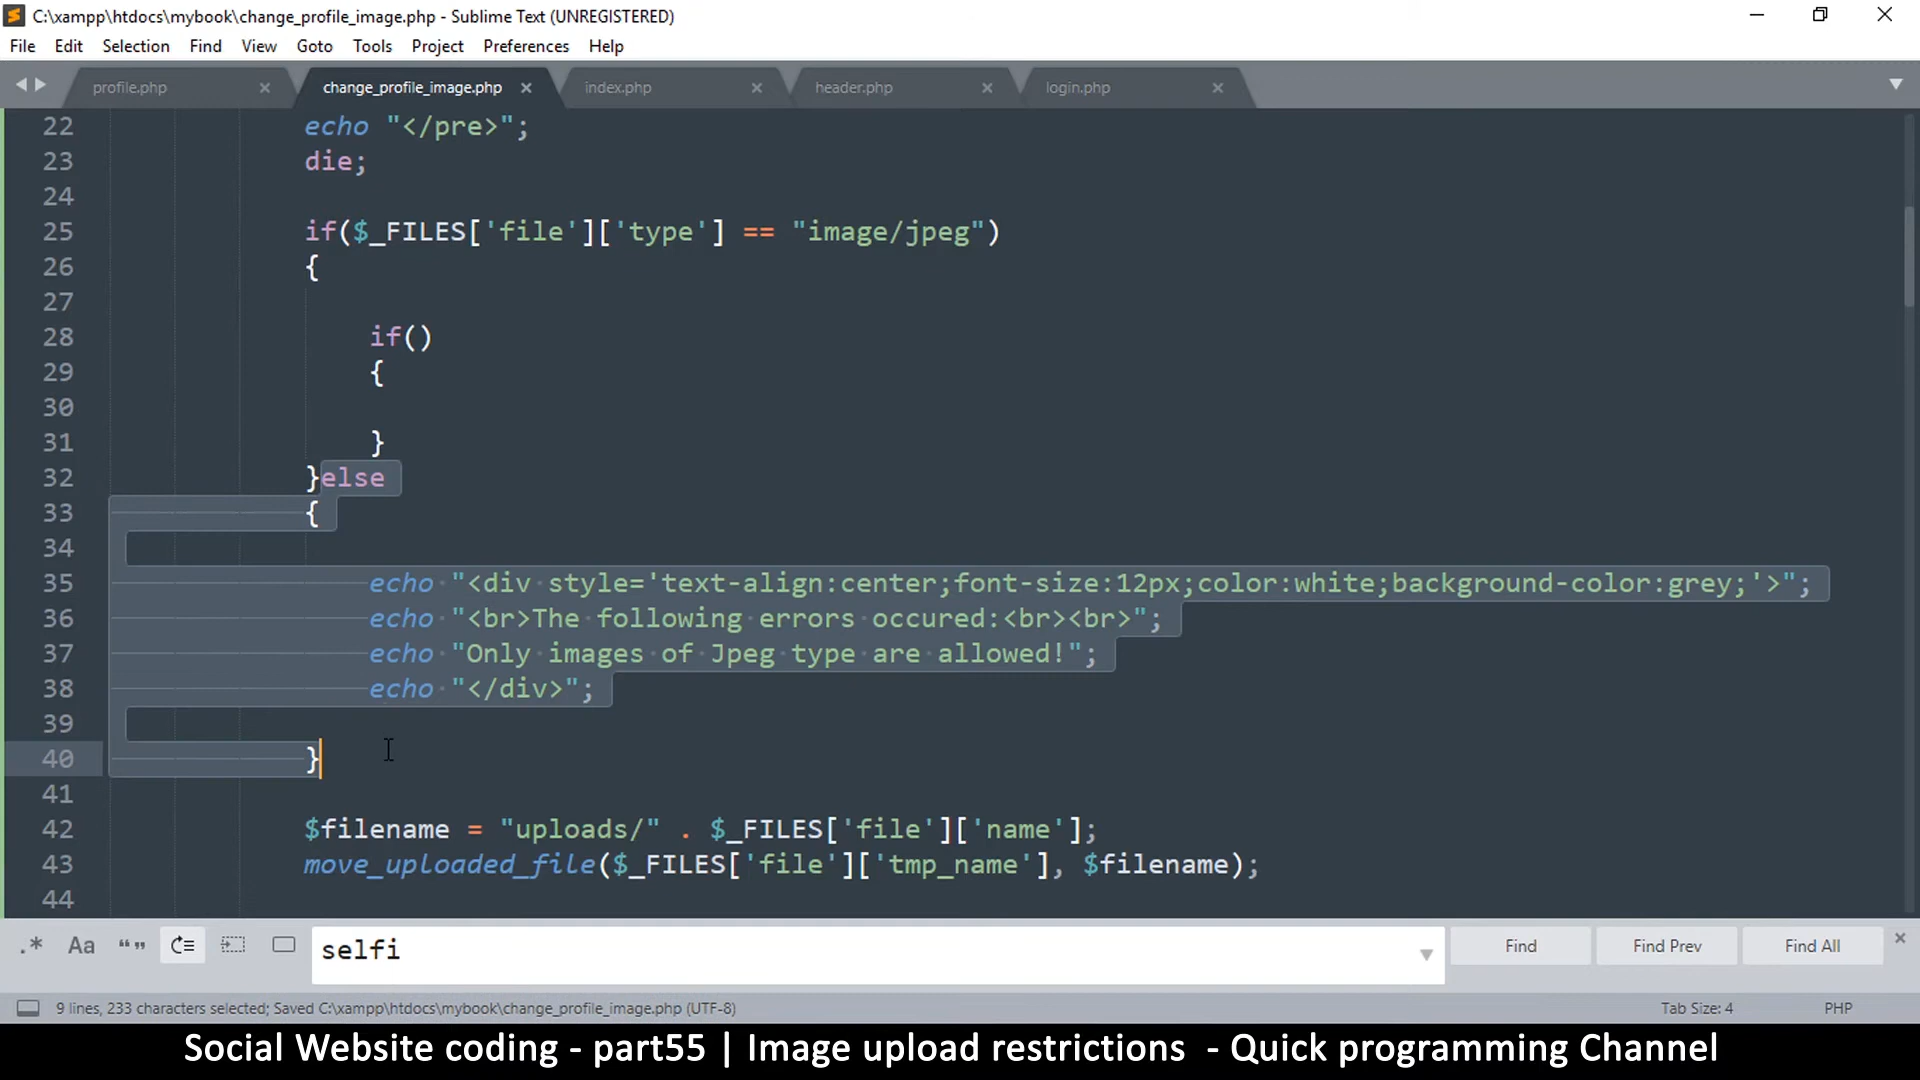 C:\xampp\htdocs\mybook\change_profile_image.php - Sublime Text (UNREGISTERED)
File Edit Selection Find View Goto Tools Project Preferences Help
profile.php change_profile_image.php index.php header.php login.php
22 echo "</pre>";
23 die;
24
25 if($_FILES['file']['type'] == "image/jpeg")
26 {
27
28 if()
29 {
30
31 }
32 }else
33 {
34
35 echo "<div style='text-align:center;font-size:12px;color:white;background-color:grey;'>";
36 echo "<br>The following errors occured:<br><br>";
37 echo "Only images of Jpeg type are allowed!";
38 echo "</div>";
39
40 }
41
42 $filename = "uploads/" . $_FILES['file']['name'];
43 move_uploaded_file($_FILES['file']['tmp_name'], $filename);
44
.* Aa “” selfi Find Find Prev Find All
9 lines, 233 characters selected; Saved C:\xampp\htdocs\mybook\change_profile_image.php (UTF-8) Tab Size: 4 PHP
Social Website coding - part55 | Image upload restrictions - Quick programming Channel